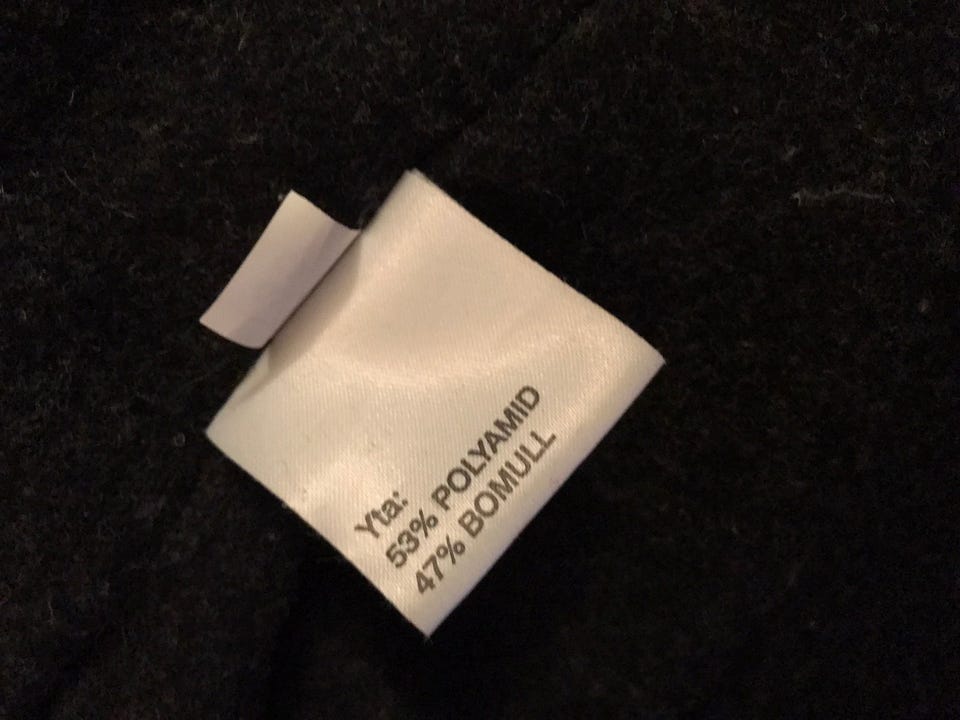 Yta:
53% POLYAMID
47% BOMULL